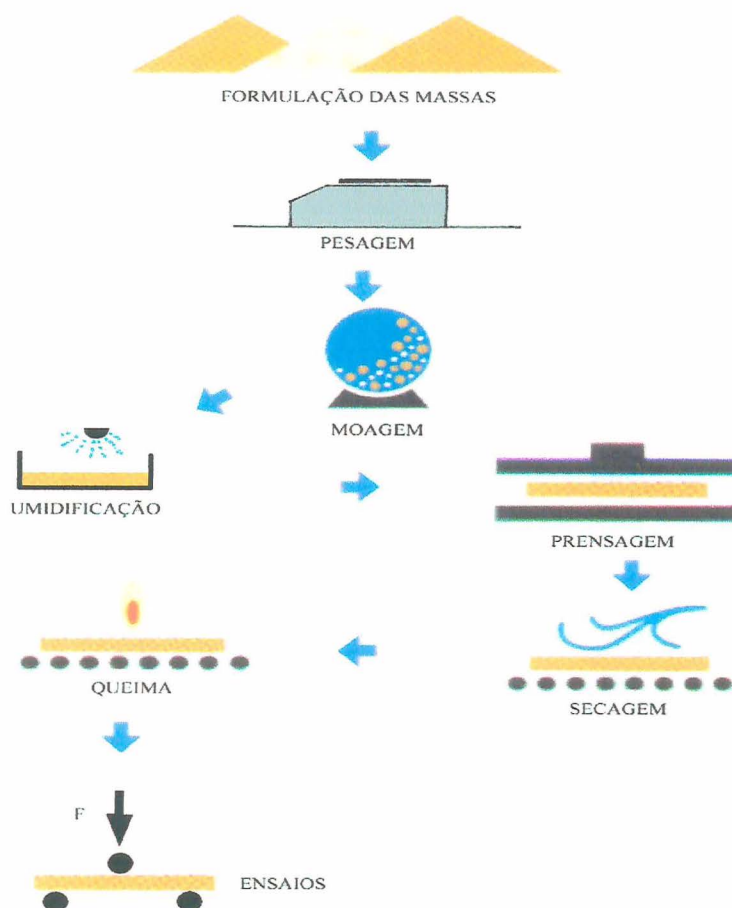 FORMULAÇÃO DAS MASSAS
PESAGEM
MOAGEM
UMIDIFICAÇÃO
PRENSAGEM
SECAGEM
QUEIMA
F
ENSAIOS